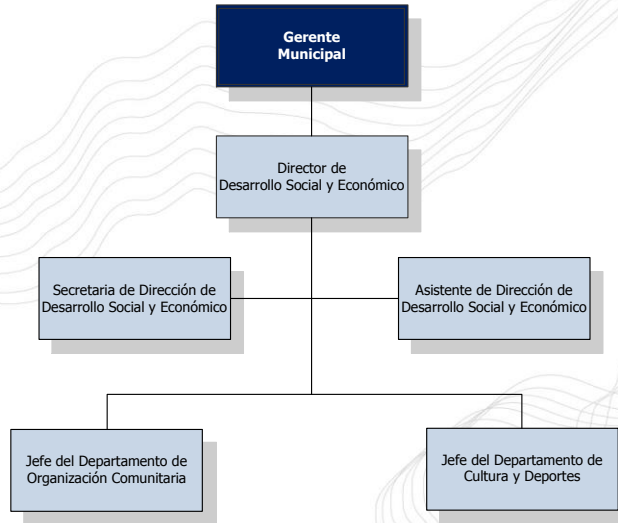 Gerente
Municipal
Director de
Desarrollo Social y Económico
Secretaria de Dirección de
Desarrollo Social y Económico
Asistente de Dirección de
Desarrollo Social y Económico
Jefe del Departamento de
Organización Comunitaria
Jefe del Departamento de
Cultura y Deportes